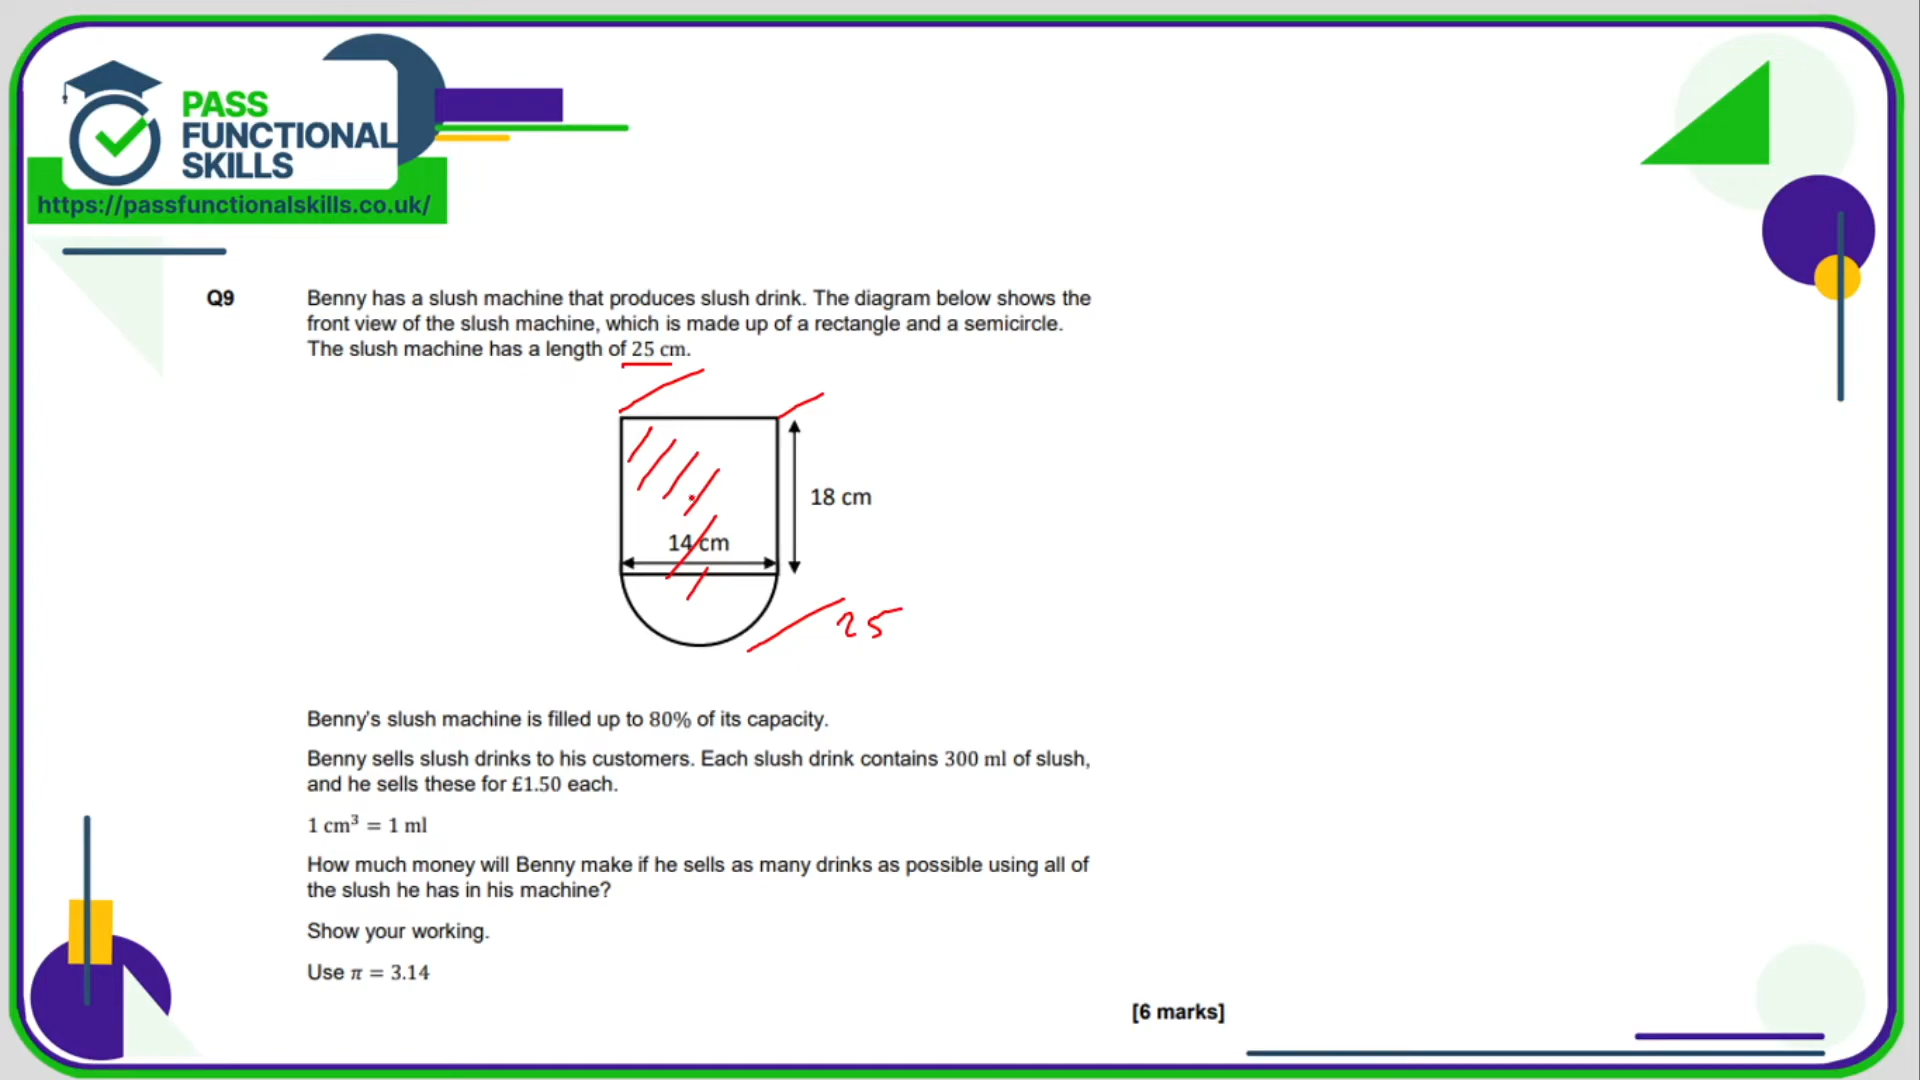 PASS
FUNCTIONAL
SKILLS
https://passfunctionalskills.co.uk/
Q9
Benny has a slush machine that produces slush drink. The diagram below shows the
front view of the slush machine, which is made up of a rectangle and a semicircle.
The slush machine has a length of 25 cm.
18 cm
14 cm
25
Benny's slush machine is filled up to 80% of its capacity.
Benny sells slush drinks to his customers. Each slush drink contains 300 ml of slush,
and he sells these for £1.50 each.
1 cm³ = 1 ml
How much money will Benny make if he sells as many drinks as possible using all of
the slush he has in his machine?
Show your working.
Use π = 3.14
[6 marks]